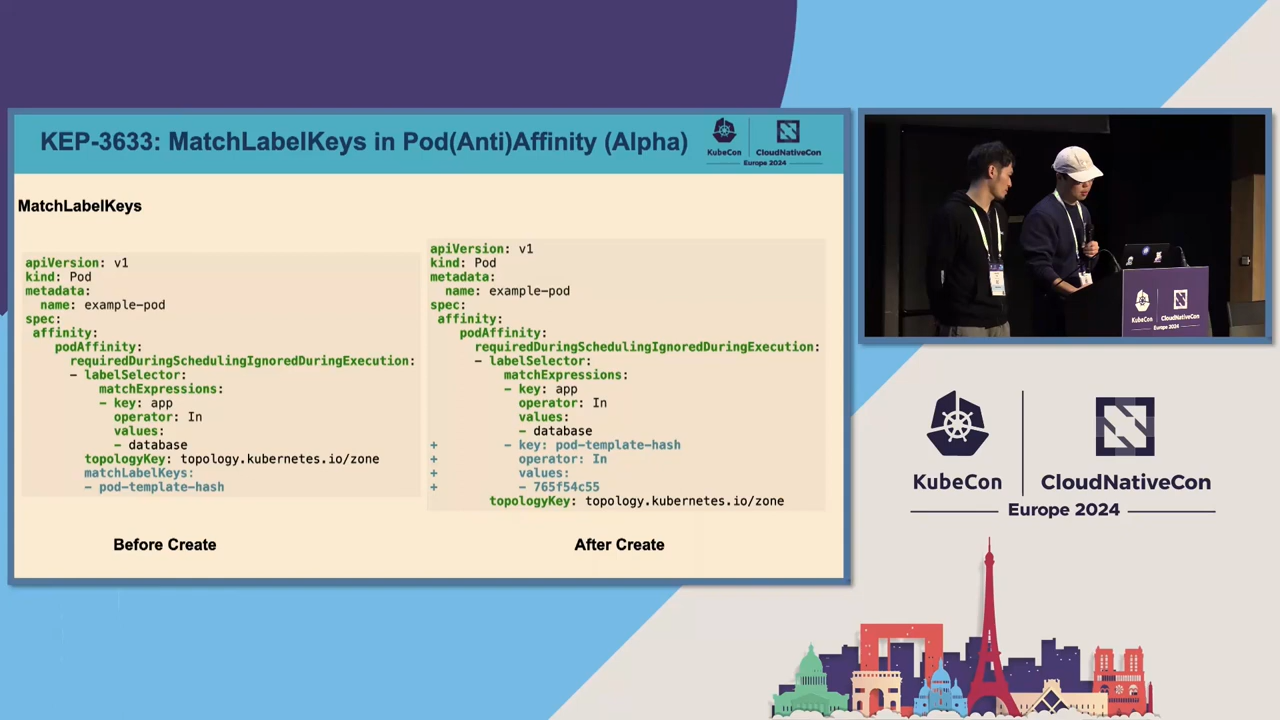 KEP-3633: MatchLabelKeys in Pod(Anti)Affinity (Alpha)
KubeCon
CloudNativeCon
Europe 2024
MatchLabelKeys
apiVersion: v1
kind: Pod
metadata:
name: example-pod
spec:
affinity:
podAffinity:
requiredDuringSchedulingIgnoredDuringExecution:
- labelSelector:
matchExpressions:
- key: app
operator: In
values:
- database
topologyKey: topology.kubernetes.io/zone
matchLabelKeys:
- pod-template-hash
Before Create
apiVersion: v1
kind: Pod
metadata:
name: example-pod
spec:
affinity:
podAffinity:
requiredDuringSchedulingIgnoredDuringExecution:
- labelSelector:
matchExpressions:
- key: app
operator: In
values:
- database
+ - key: pod-template-hash
+ operator: In
+ values:
+ - 765f54c55
topologyKey: topology.kubernetes.io/zone
After Create
KubeCon
CloudNativeCon
Europe 2024
KubeCon
CloudNativeCon
Europe 2024